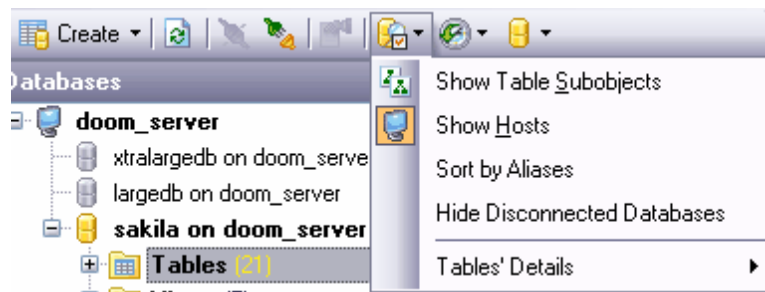 Create
Databases
doom_server
xtralargedb on doom_serve
largedb on doom_server
sakila on doom_server
Tables (21)
Show Table Subobjects
Show Hosts
Sort by Aliases
Hide Disconnected Databases
Tables' Details